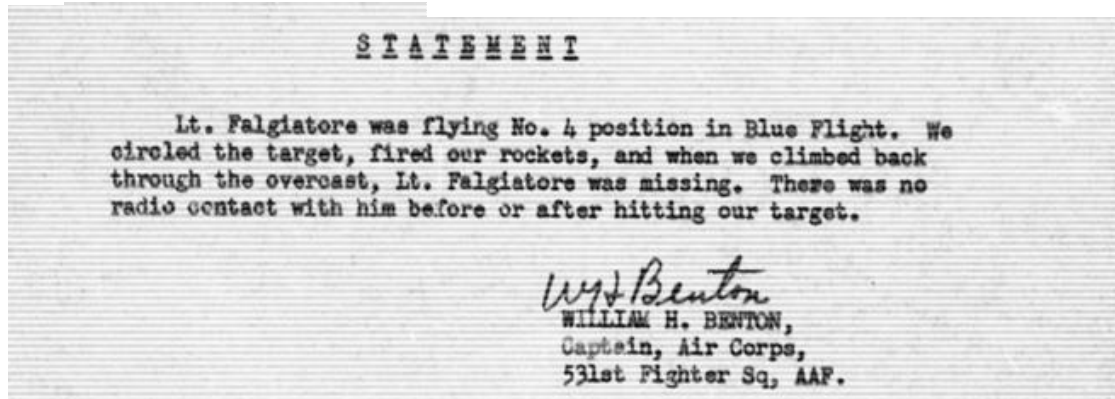 STATEMENT
Lt. Falgiatore was flying No. 4 position in Blue Flight. We
circled the target, fired our rockets, and when we climbed back
through the overcast, Lt. Falgiatore was missing. There was no
radio contact with him before or after hitting our target.
WH Benton
WILLIAM H. BENTON,
Captain, Air Corps,
531st Fighter Sq, AAF.